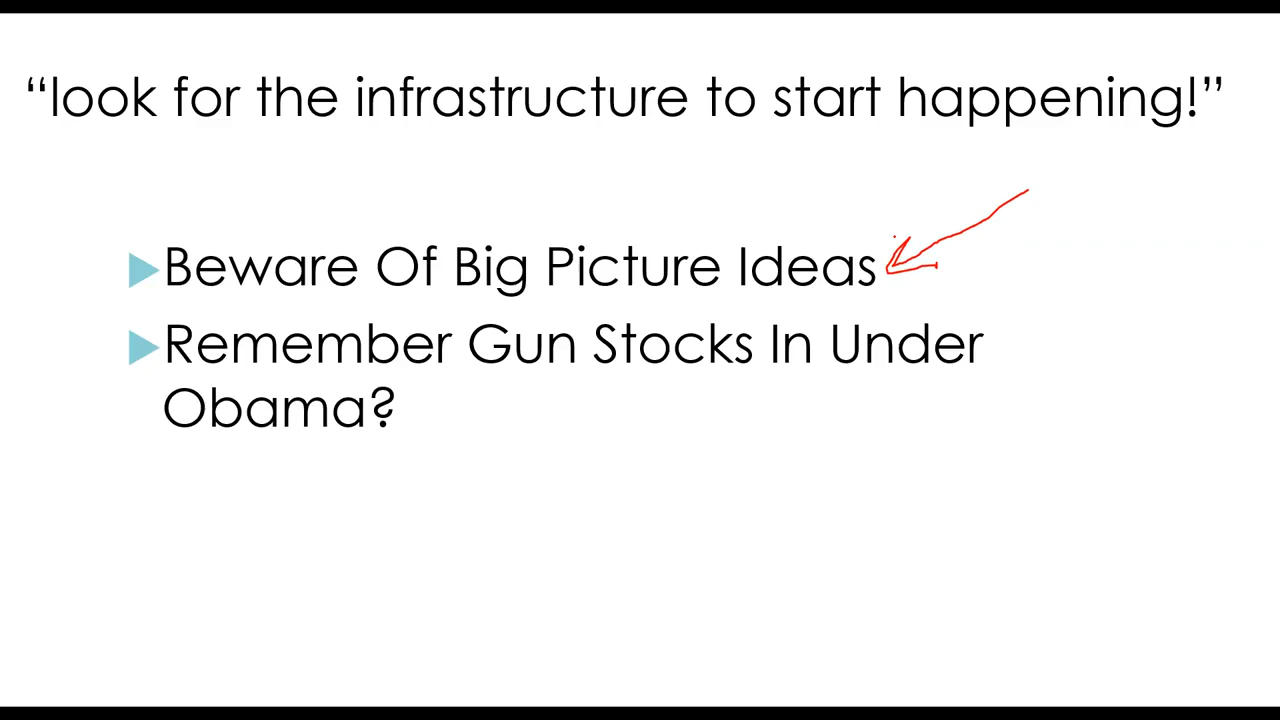 “look for the infrastructure to start happening!”
Beware Of Big Picture Ideas
Remember Gun Stocks In Under
Obama?